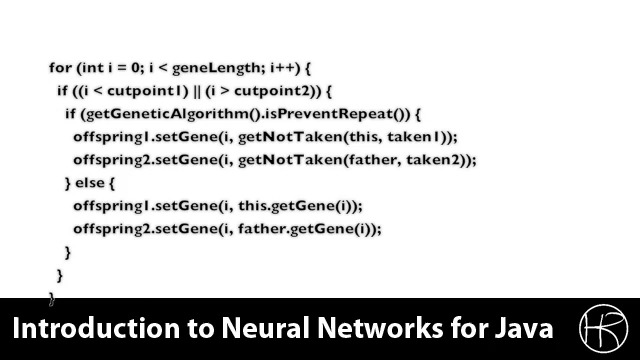 for (int i = 0; i < geneLength; i++) {
if ((i < cutpoint1) || (i > cutpoint2)) {
if (getGeneticAlgorithm().isPreventRepeat()) {
offspring1.setGene(i, getNotTaken(this, taken1));
offspring2.setGene(i, getNotTaken(father, taken2));
} else {
offspring1.setGene(i, this.getGene(i));
offspring2.setGene(i, father.getGene(i));
}
}
}
Introduction to Neural Networks for Java
HR